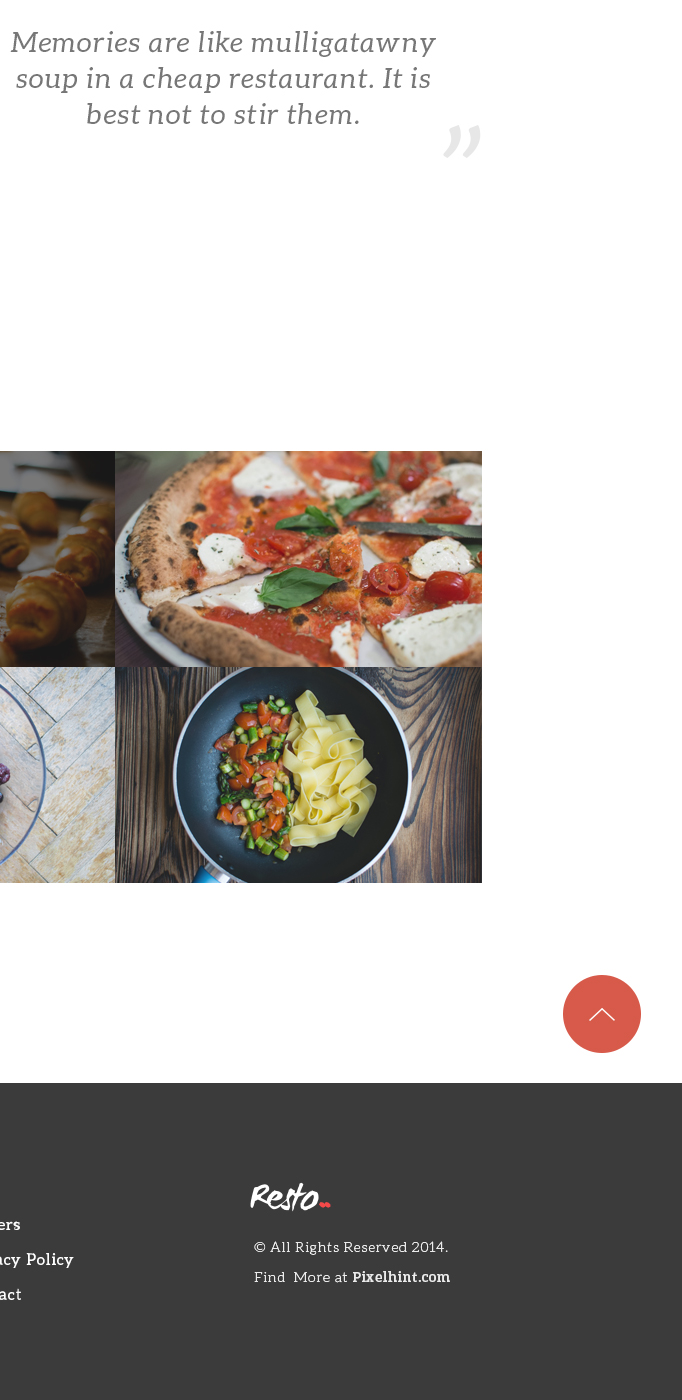 Memories are like mulligatawny
soup in a cheap restaurant. It is
best not to stir them.
”
Resto
ers
acy Policy
act
© All Rights Reserved 2014.
Find More at Pixelhint.com